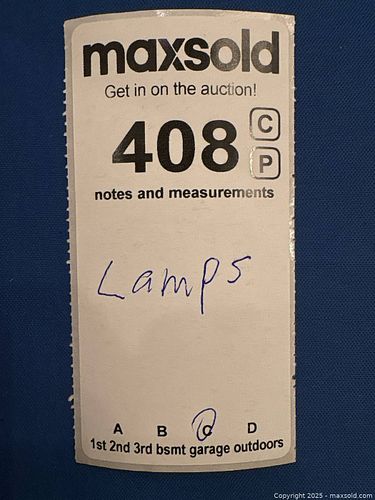 maxsold
Get in on the auction!
408 C
P
notes and measurements
Lamps
A B C D
1st 2nd 3rd bsmt garage outdoors
Copyright 2025 - maxsold.com